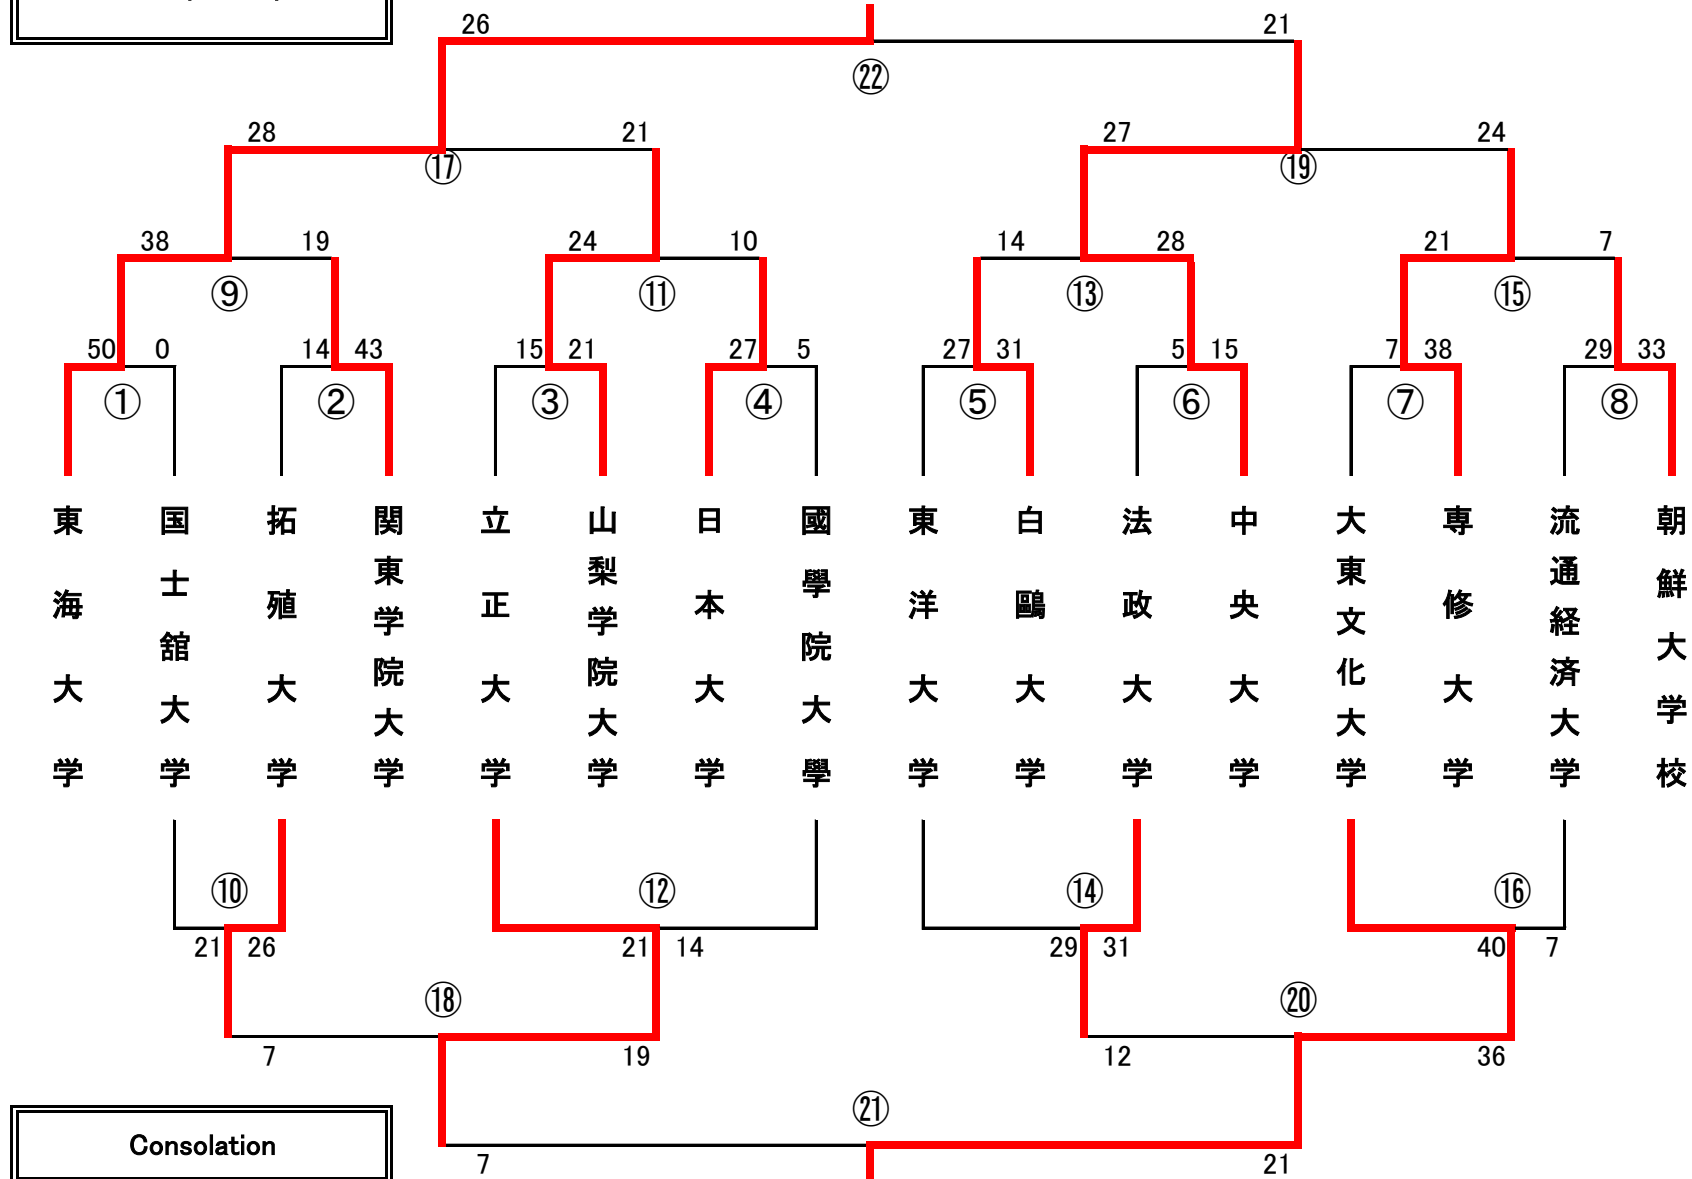 26 21
㉒
28 21 27 24
⑰ ⑲
38 19 24 10 14 28 21 7
⑨ ⑪ ⑬ ⑮
50 0 14 43 15 21 27 5 27 31 5 15 7 38 29 33
① ② ③ ④ ⑤ ⑥ ⑦ ⑧
東海大学
国士舘大学
拓殖大学
関東学院大学
立正大学
山梨学院大学
日本大学
國學院大學
東洋大学
白鷗大学
法政大学
中央大学
大東文化大学
専修大学
流通経済大学
朝鮮大学校
⑩ ⑫ ⑭ ⑯
21 26 21 14 29 31 40 7
⑱ ⑳
7 19 12 36
㉑
Consolation
7 21